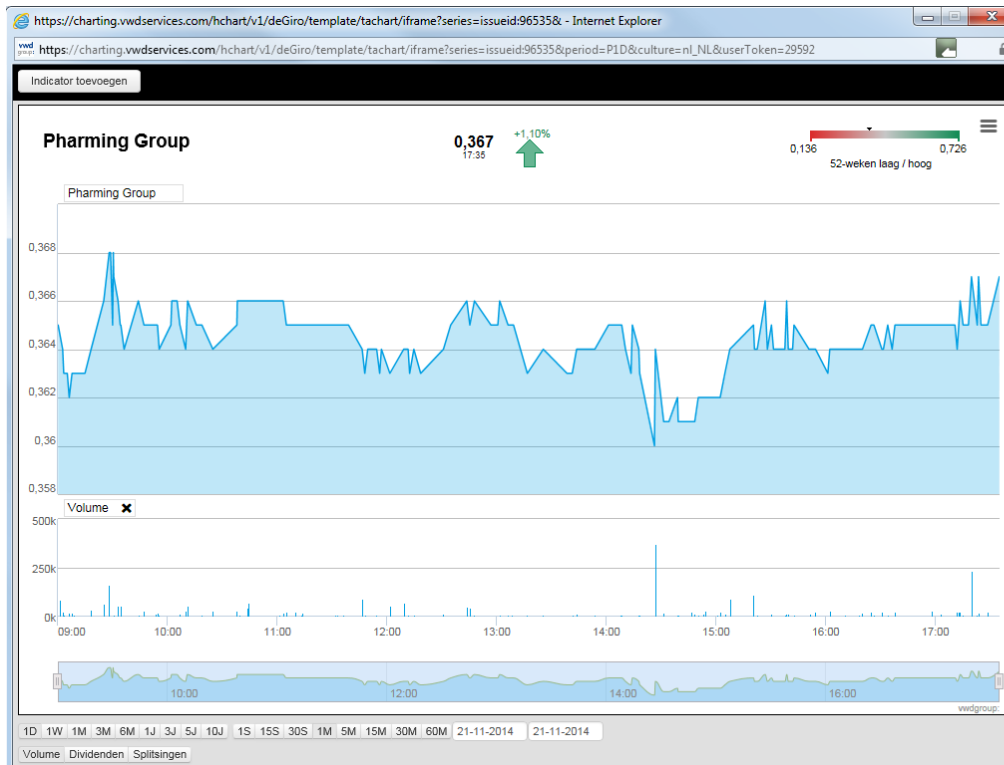 https://charting.vwdservices.com/hchart/v1/deGiro/template/tachart/iframe?series=issueid:96535& - Internet Explorer
vwd group: https://charting.vwdservices.com/hchart/v1/deGiro/template/tachart/iframe?series=issueid:96535&period=P1D&culture=nl_NL&userToken=29592
Indicator toevoegen
Pharming Group
0,367
17:35
+1,10%
0,136
0,726
52-weken laag / hoog
Pharming Group
0,368
0,366
0,364
0,362
0,36
0,358
Volume
500k
250k
0k
09:00 10:00 11:00 12:00 13:00 14:00 15:00 16:00 17:00
10:00 12:00 14:00 16:00
vwdgroup:
1D 1W 1M 3M 6M 1J 3J 5J 10J 1S 15S 30S 1M 5M 15M 30M 60M 21-11-2014 21-11-2014
Volume Dividenden Splitsingen